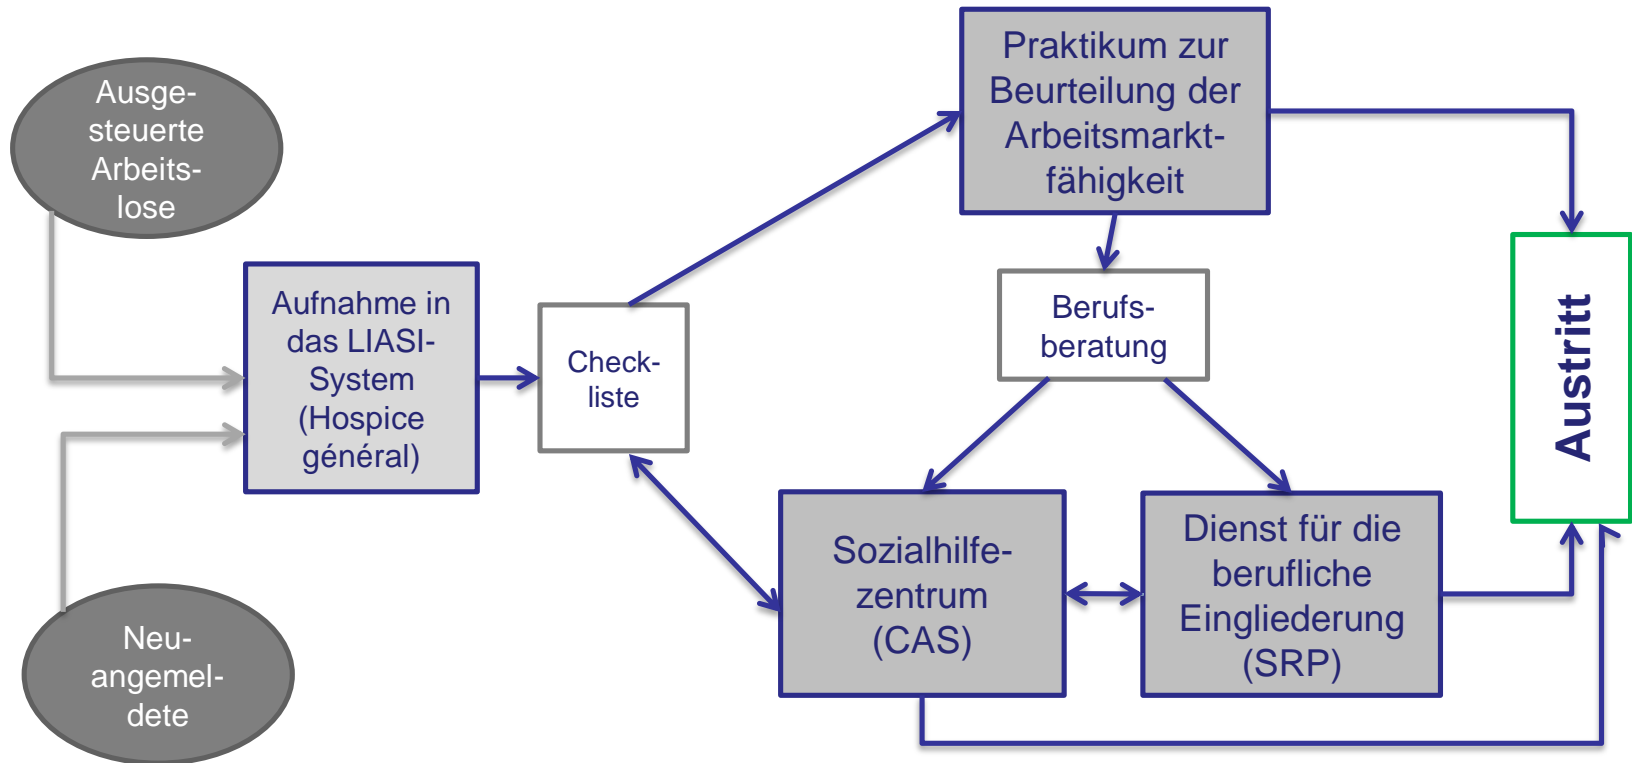 Ausge-
steuerte
Arbeits-
lose
Neu-
angemel-
dete
Aufnahme in
das LIASI-
System
(Hospice
général)
Check-
liste
Praktikum zur
Beurteilung der
Arbeitsmarkt-
fähigkeit
Berufs-
beratung
Sozialhilfe-
zentrum
(CAS)
Dienst für die
berufliche
Eingliederung
(SRP)
Austritt